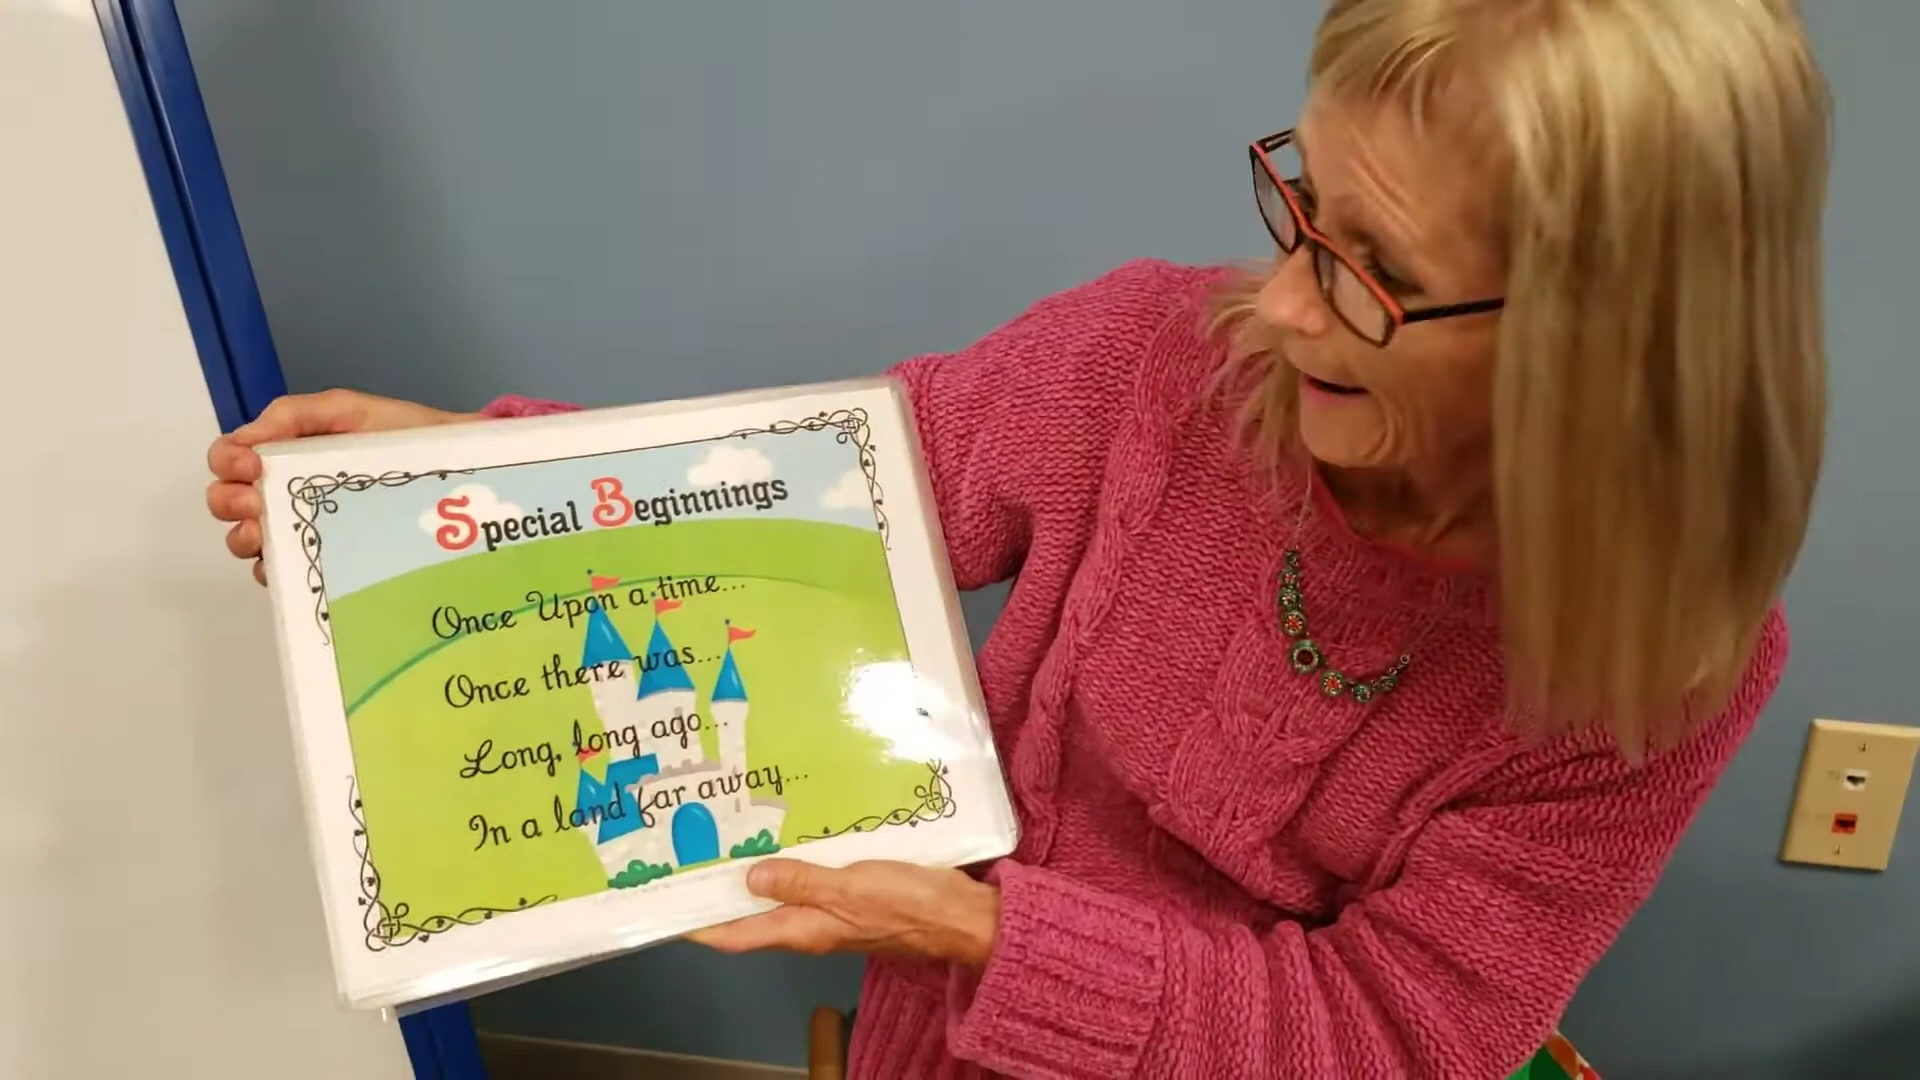 Special Beginnings
Once Upon a time...
Once there was...
Long, long ago...
In a land far away...